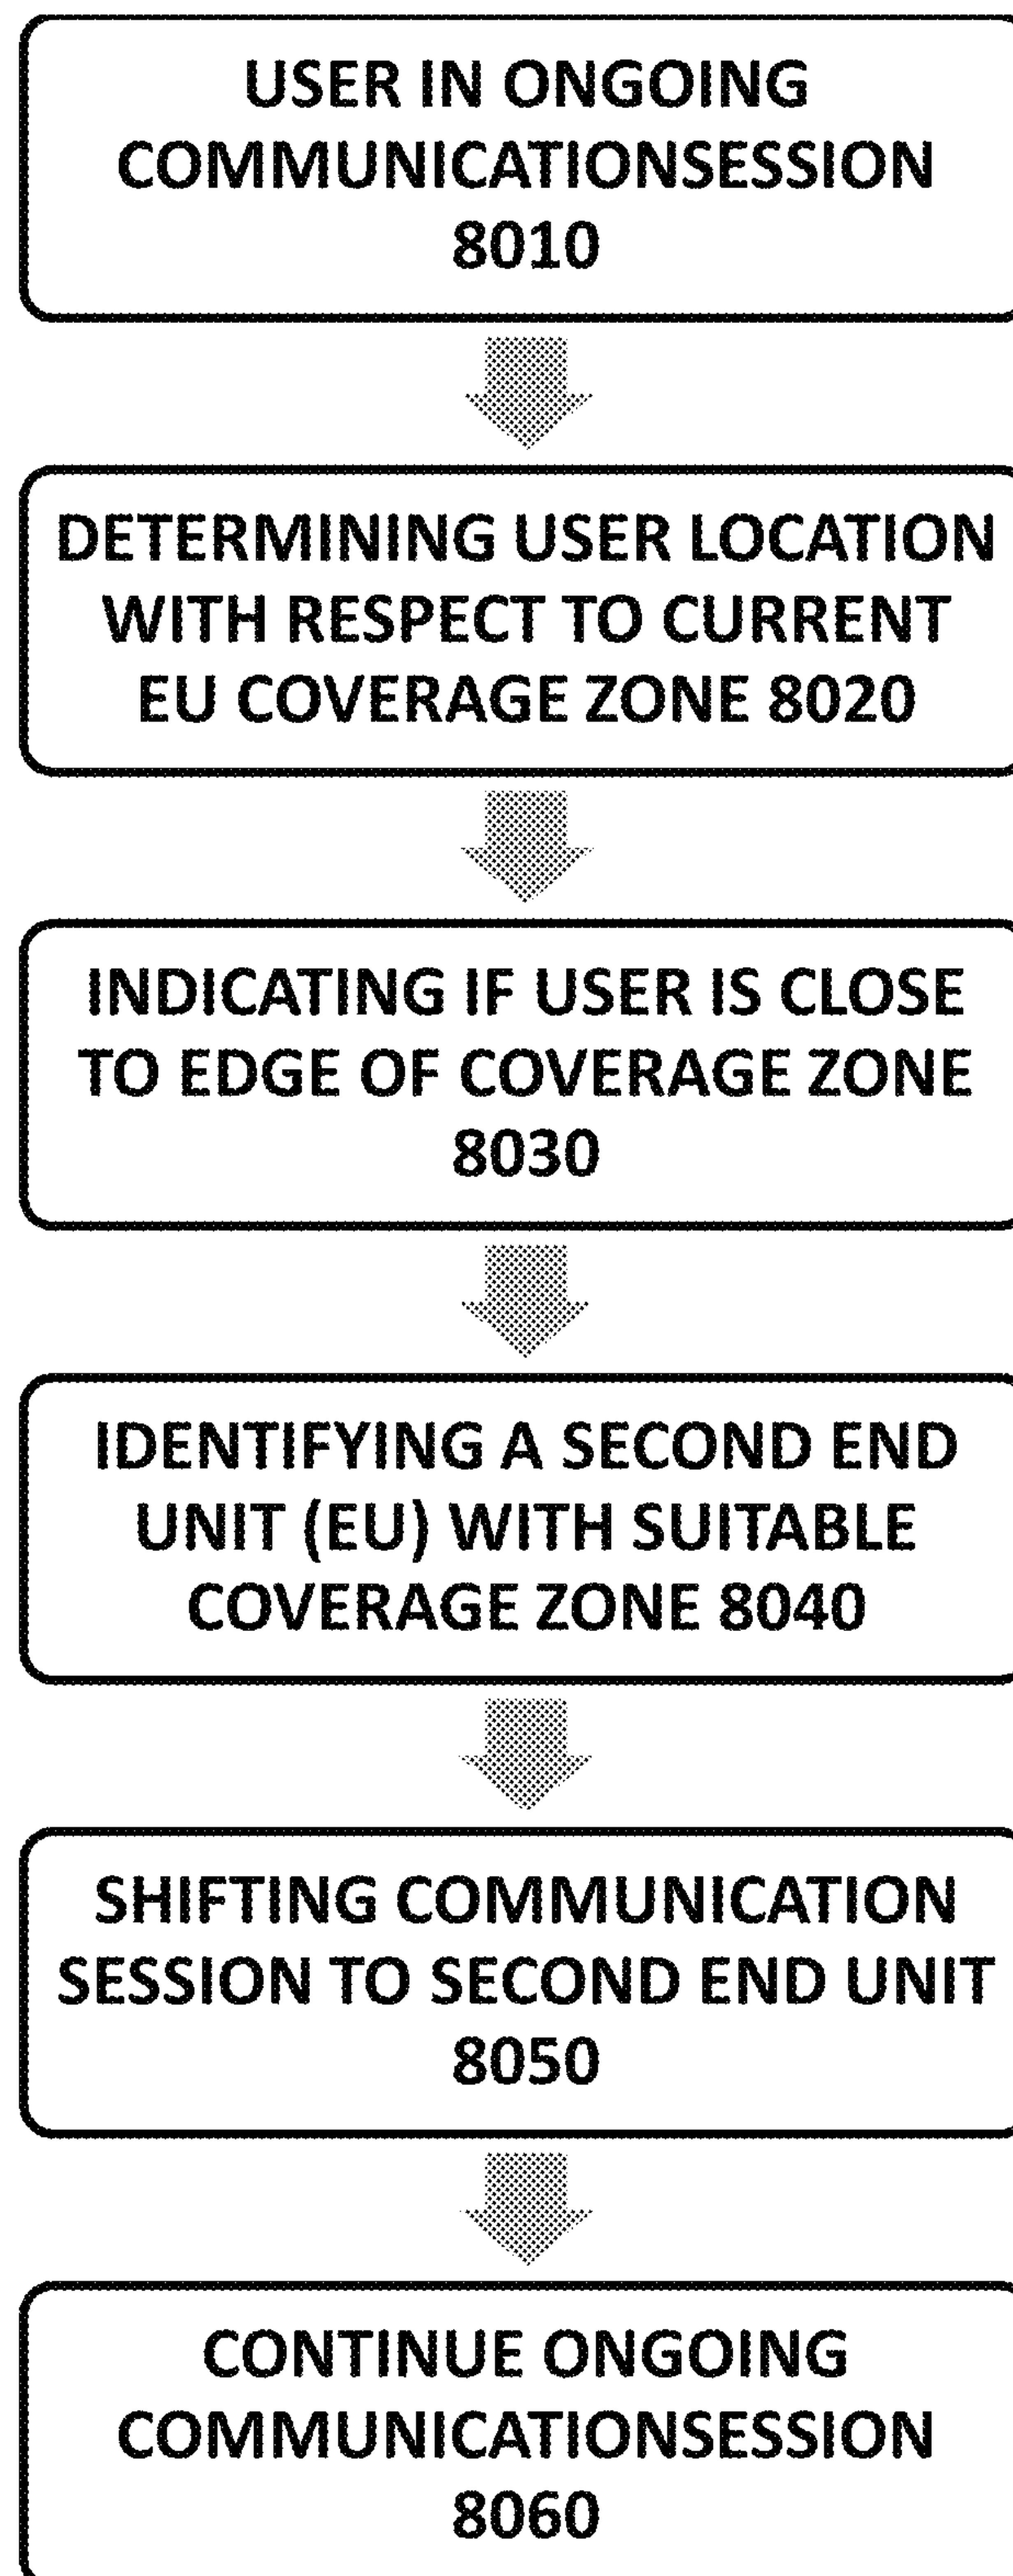 USER IN ONGOING
COMMUNICATIONSESSION
8010
DETERMINING USER LOCATION
WITH RESPECT TO CURRENT
EU COVERAGE ZONE 8020
INDICATING IF USER IS CLOSE
TO EDGE OF COVERAGE ZONE
8030
IDENTIFYING A SECOND END
UNIT (EU) WITH SUITABLE
COVERAGE ZONE 8040
SHIFTING COMMUNICATION
SESSION TO SECOND END UNIT
8050
CONTINUE ONGOING
COMMUNICATIONSESSION
8060